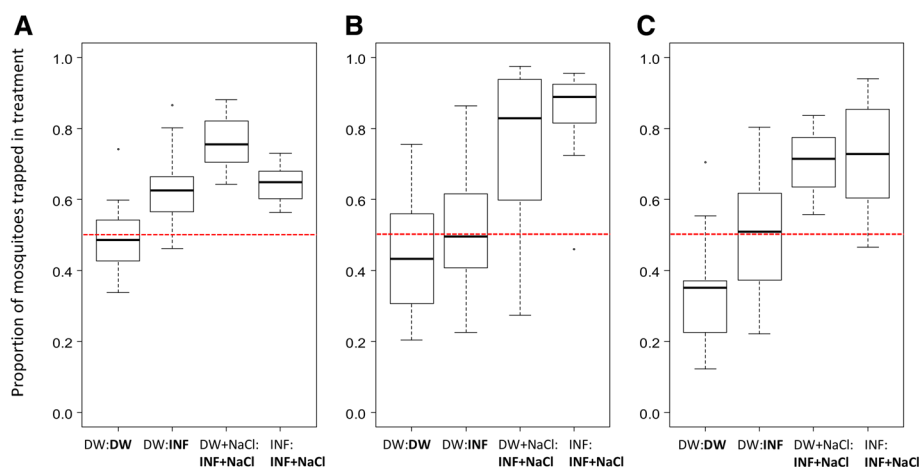 A
B
C
Proportion of mosquitoes trapped in treatment
1.0
0.8
0.6
0.4
0.2
0.0
1.0
0.8
0.6
0.4
0.2
0.0
1.0
0.8
0.6
0.4
0.2
0.0
DW:DW
DW:INF
DW+NaCl:
INF+NaCl
INF:
INF+NaCl
DW:DW
DW:INF
DW+NaCl:
INF+NaCl
INF:
INF+NaCl
DW:DW
DW:INF
DW+NaCl:
INF+NaCl
INF:
INF+NaCl